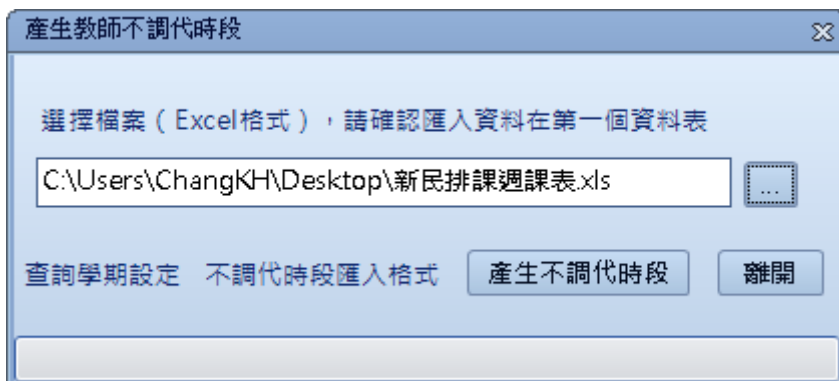 產生教師不調代時段
選擇檔案（Excel格式），請確認匯入資料在第一個資料表
C:\Users\ChangKH\Desktop\新民排課週課表.xls
...
查詢學期設定 不調代時段匯入格式 產生不調代時段 離開